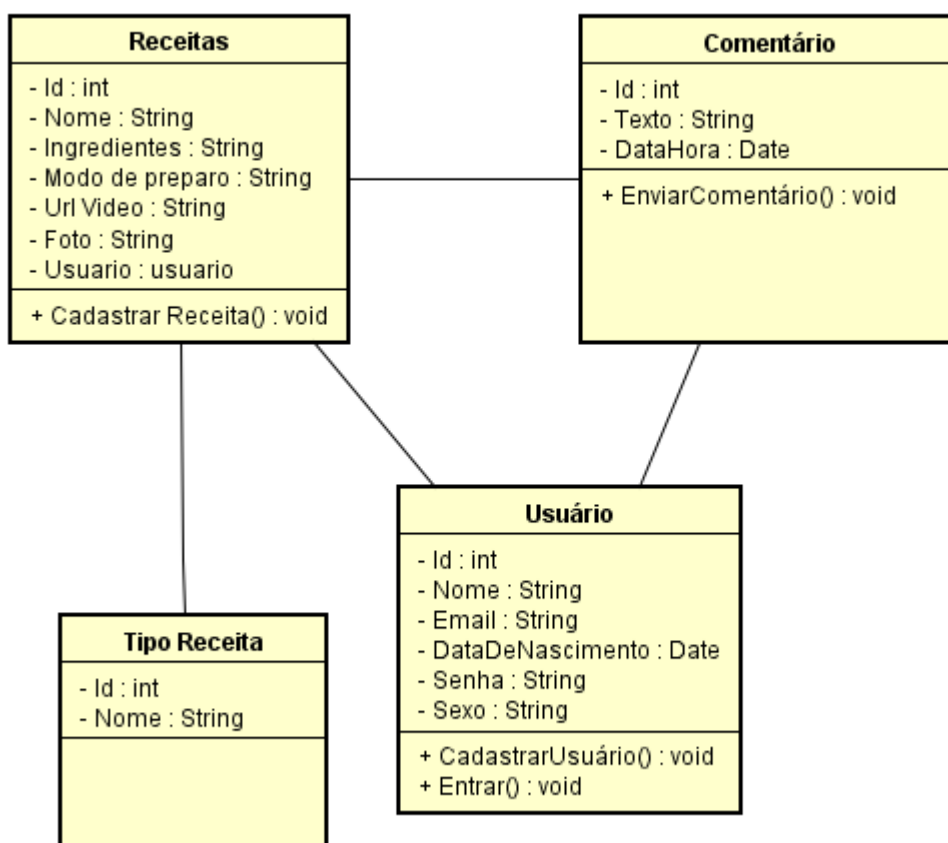 Receitas
- Id : int
- Nome : String
- Ingredientes : String
- Modo de preparo : String
- Url Video : String
- Foto : String
- Usuario : usuario
+ Cadastrar Receita() : void
Comentário
- Id : int
- Texto : String
- DataHora : Date
+ EnviarComentário() : void
Usuário
- Id : int
- Nome : String
- Email : String
- DataDeNascimento : Date
- Senha : String
- Sexo : String
+ CadastrarUsuário() : void
+ Entrar() : void
Tipo Receita
- Id : int
- Nome : String